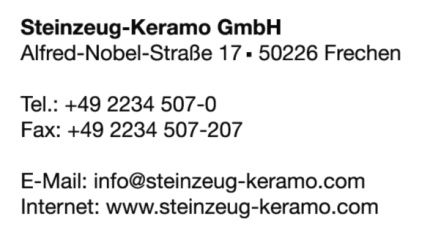 Steinzeug-Keramo GmbH
Alfred-Nobel-Straße 17 ▪ 50226 Frechen
Tel.: +49 2234 507-0
Fax: +49 2234 507-207
E-Mail: info@steinzeug-keramo.com
Internet: www.steinzeug-keramo.com